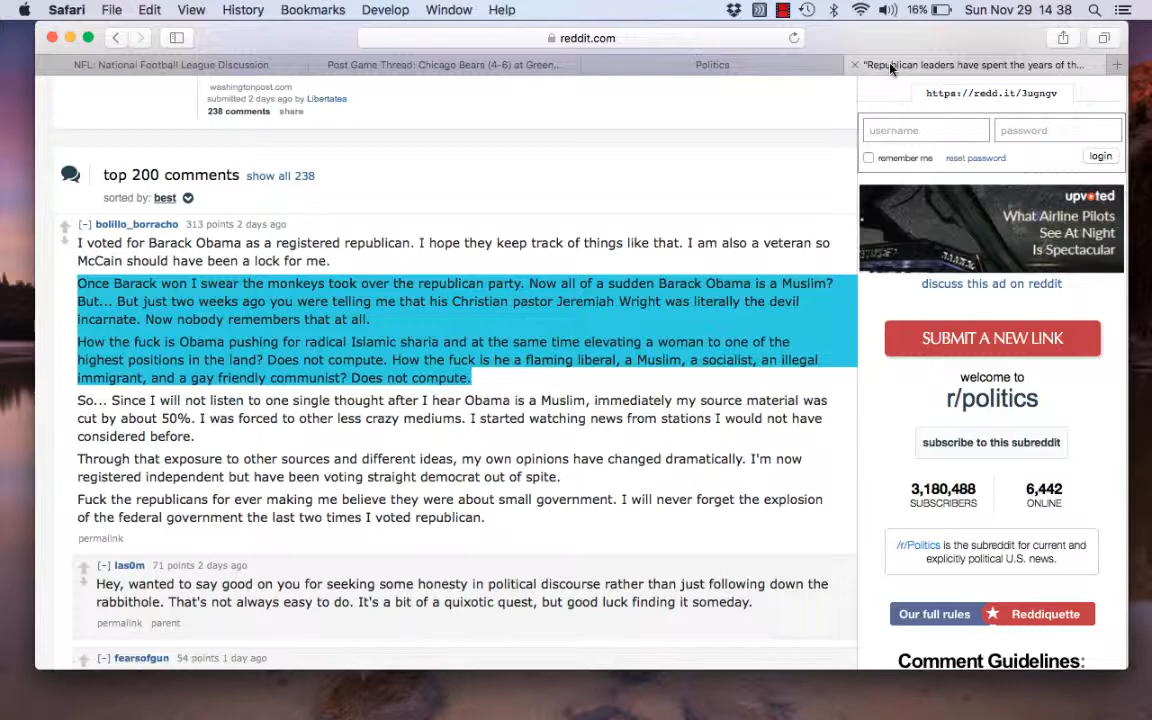 Safari File Edit View History Bookmarks Develop Window Help 16% Sun Nov 29 14 38
reddit.com
NFL: National Football League Discussion
Post Game Thread: Chicago Bears (4-6) at Green...
Politics
"Republican leaders have spent the years of th...
washingtonpost.com
submitted 2 days ago by Libertatea
238 comments share
https://redd.it/3ugngv
username password
remember me reset password login
top 200 comments show all 238
sorted by: best
[-] bolillo_borracho 313 points 2 days ago
I voted for Barack Obama as a registered republican. I hope they keep track of things like that. I am also a veteran so
McCain should have been a lock for me.
Once Barack won I swear the monkeys took over the republican party. Now all of a sudden Barack Obama is a Muslim?
But... But just two weeks ago you were telling me that his Christian pastor Jeremiah Wright was literally the devil
incarnate. Now nobody remembers that at all.
How the fuck is Obama pushing for radical Islamic sharia and at the same time elevating a woman to one of the
highest positions in the land? Does not compute. How the fuck is he a flaming liberal, a Muslim, a socialist, an illegal
immigrant, and a gay friendly communist? Does not compute.
So... Since I will not listen to one single thought after I hear Obama is a Muslim, immediately my source material was
cut by about 50%. I was forced to other less crazy mediums. I started watching news from stations I would not have
considered before.
Through that exposure to other sources and different ideas, my own opinions have changed dramatically. I'm now
registered independent but have been voting straight democrat out of spite.
Fuck the republicans for ever making me believe they were about small government. I will never forget the explosion
of the federal government the last two times I voted republican.
permalink
[-] las0m 71 points 2 days ago
Hey, wanted to say good on you for seeking some honesty in political discourse rather than just following down the
rabbithole. That's not always easy to do. It's a bit of a quixotic quest, but good luck finding it someday.
permalink parent
[-] fearsofgun 54 points 1 day ago
upvoted
What Airline Pilots
See At Night
Is Spectacular
discuss this ad on reddit
SUBMIT A NEW LINK
welcome to
r/politics
subscribe to this subreddit
3,180,488 6,442
SUBSCRIBERS ONLINE
/r/Politics is the subreddit for current and
explicitly political U.S. news.
Our full rules Reddiquette
Comment Guidelines: